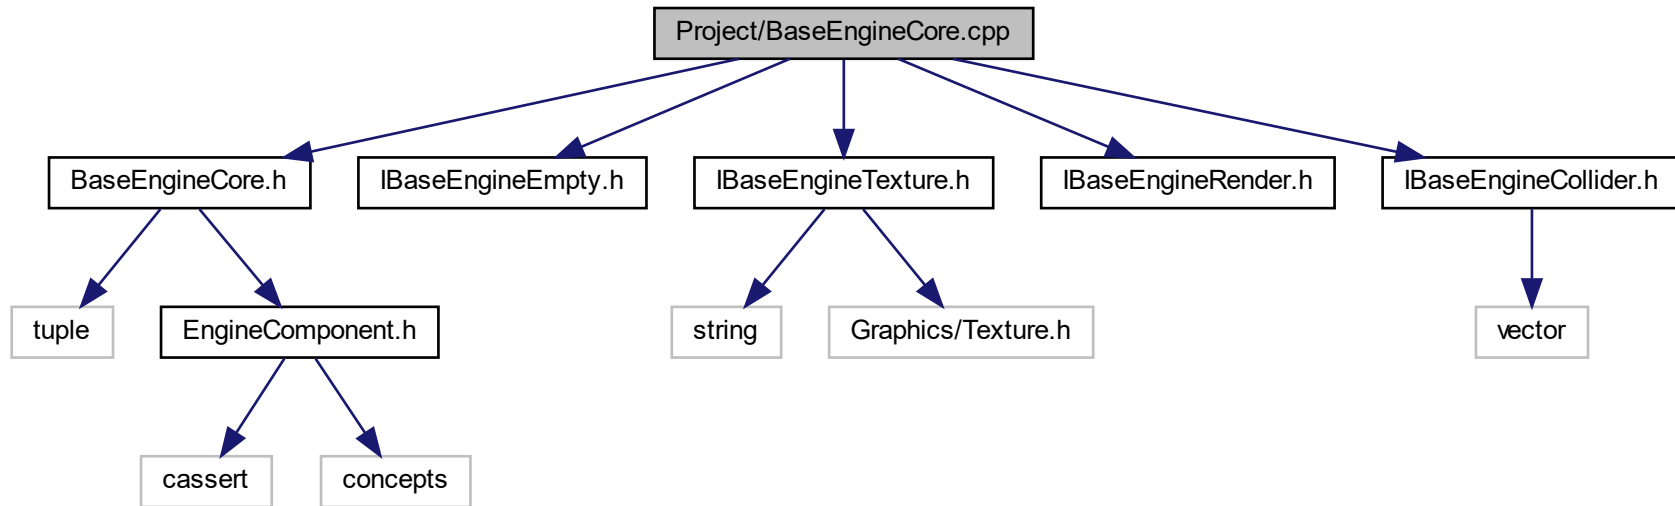 Project/BaseEngineCore.cpp
BaseEngineCore.h
IBaseEngineEmpty.h
IBaseEngineTexture.h
IBaseEngineRender.h
IBaseEngineCollider.h
tuple
EngineComponent.h
string
Graphics/Texture.h
vector
cassert
concepts